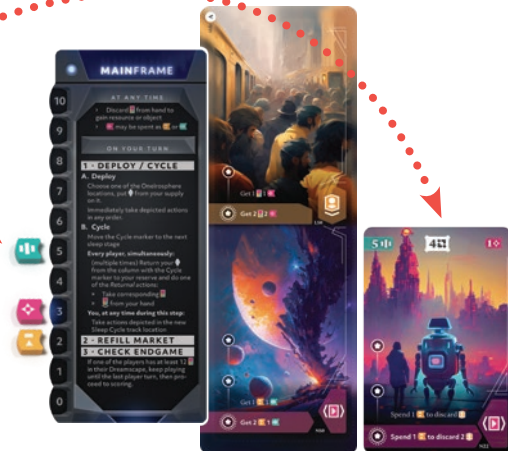 MAINFRAME
AT ANY TIME
• Discard from hand to
gain resource or object
• may be spent as or
ON YOUR TURN
1 - DEPLOY / CYCLE
A. Deploy
Choose one of the Oneirosphere
locations, put from your supply
on it.
Immediately take depicted actions
in any order.
B. Cycle
Move the Cycle marker to the next
sleep stage
Every player, simultaneously:
(multiple times) Return your
from the column with the Cycle
marker to your reserve and do one
of the Returnal actions:
• Take corresponding
• from your hand
You, at any time during this step:
Take actions depicted in the new
Sleep Cycle track location
2 - REFILL MARKET
3 - CHECK ENDGAME
If one of the players has at least 12
in their Dreamscape, keep playing
until the last player turn, then pro-
ceed to scoring.
10
9
8
7
6
5
4
3
2
1
0
Get 1 1
Get 2 2
Get 1 1
Get 2 1
5
4
1
Spend 1 to discard
Spend 1 to discard 2